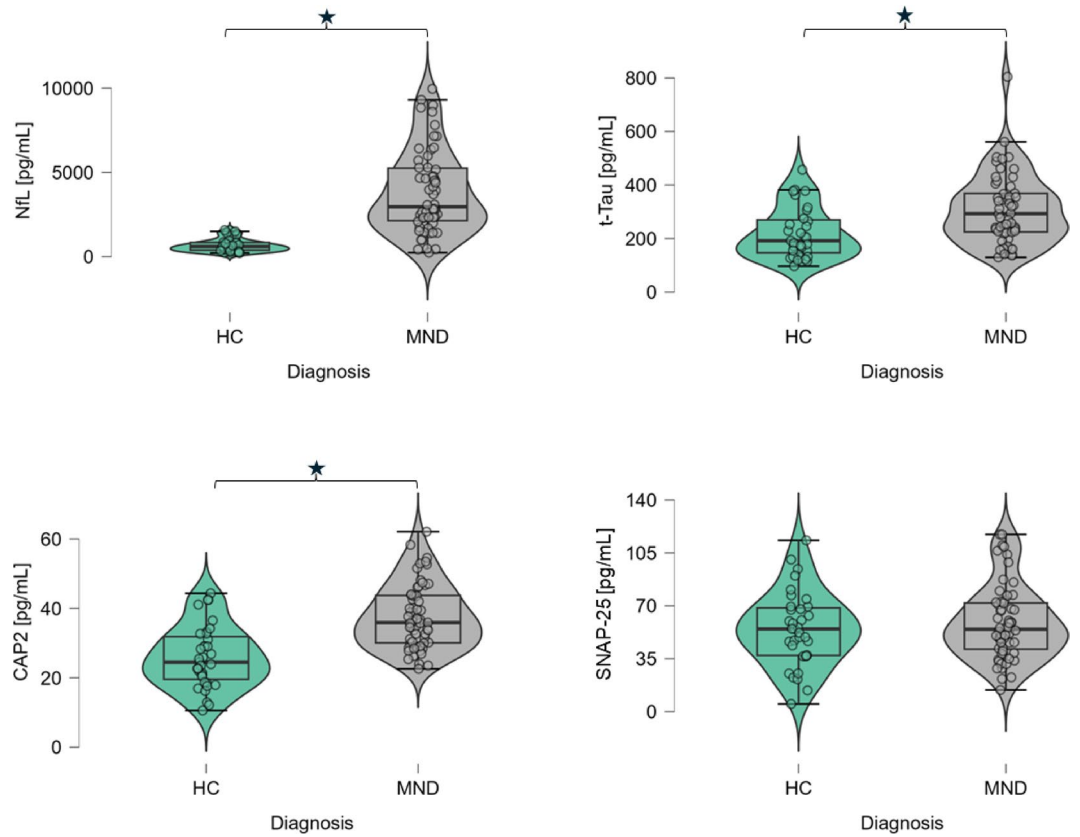 NfL [pg/mL]
10000
5000
0
HC
MND
Diagnosis
t-Tau [pg/mL]
800
600
400
200
0
HC
MND
Diagnosis
CAP2 [pg/mL]
60
40
20
0
HC
MND
Diagnosis
SNAP-25 [pg/mL]
140
105
70
35
0
HC
MND
Diagnosis